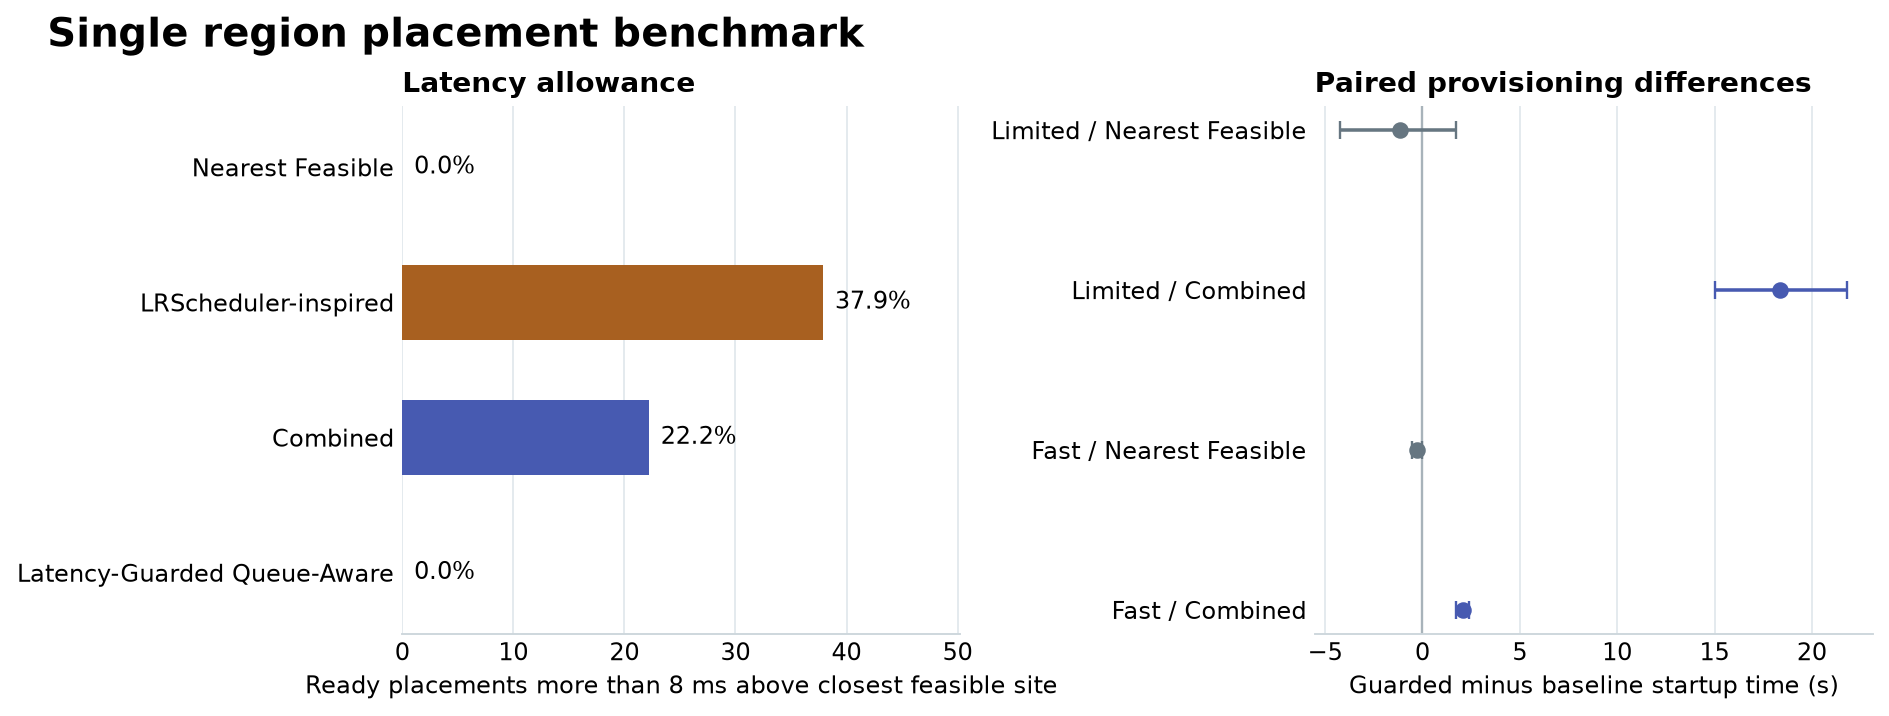 Single region placement benchmark
Latency allowance
Nearest Feasible
0.0%
LRScheduler-inspired
37.9%
Combined
22.2%
Latency-Guarded Queue-Aware
0.0%
0 10 20 30 40 50
Ready placements more than 8 ms above closest feasible site
Paired provisioning differences
Limited / Nearest Feasible
Limited / Combined
Fast / Nearest Feasible
Fast / Combined
−5 0 5 10 15 20
Guarded minus baseline startup time (s)